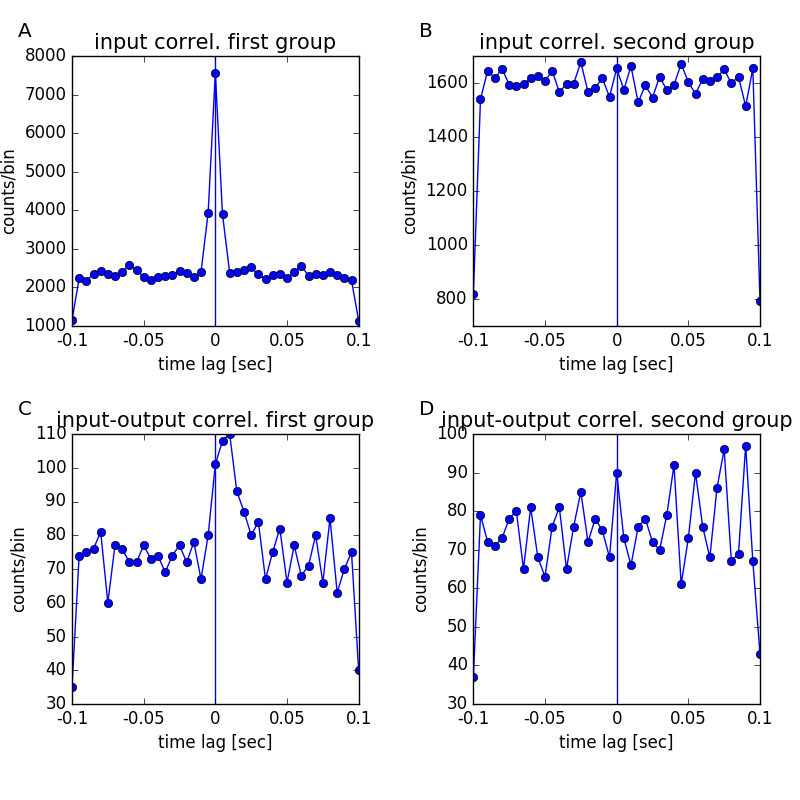 A
input correl. first group
8000
7000
6000
5000
4000
3000
2000
1000
counts/bin
-0.1 -0.05 0 0.05 0.1
time lag [sec]
B
input correl. second group
1600
1400
1200
1000
800
counts/bin
-0.1 -0.05 0 0.05 0.1
time lag [sec]
C
input-output correl. first group
110
100
90
80
70
60
50
40
30
counts/bin
-0.1 -0.05 0 0.05 0.1
time lag [sec]
D
input-output correl. second group
100
90
80
70
60
50
40
30
counts/bin
-0.1 -0.05 0 0.05 0.1
time lag [sec]